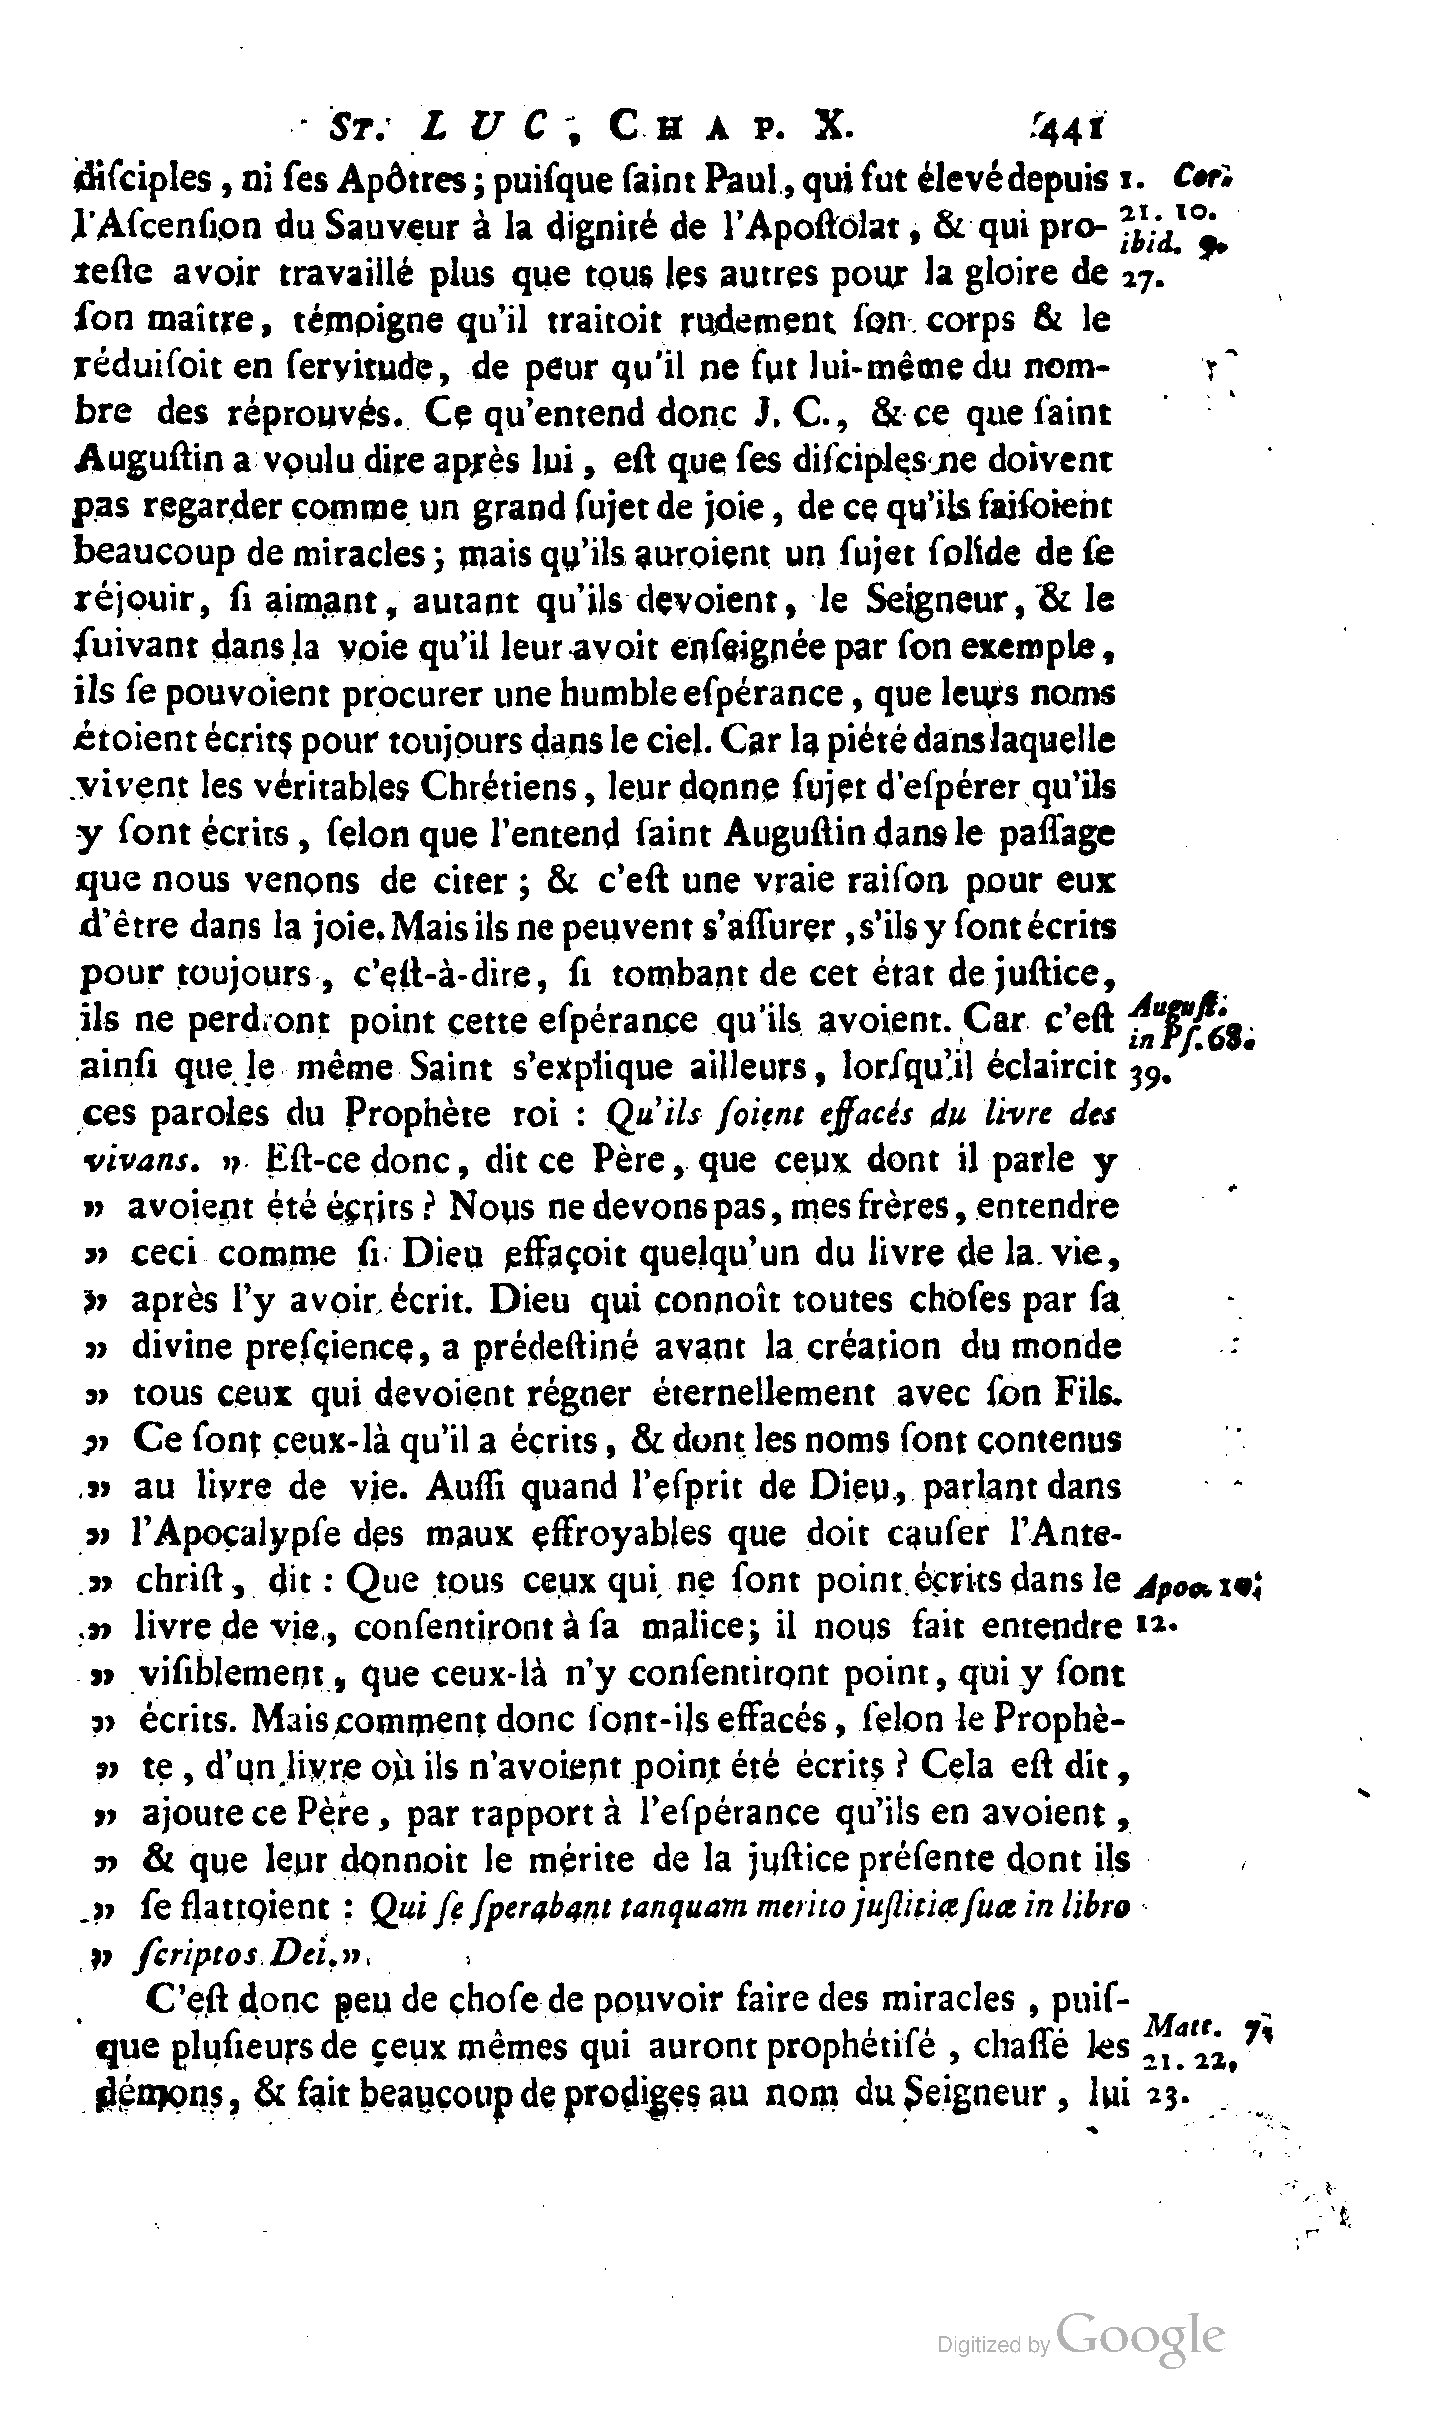 ST. LUC, CHAP. X. 441
diſciples, ni ſes Apôtres; puiſque ſaint Paul, qui fut élevé depuis
l'Aſcenſion du Sauveur à la dignité de l'Apoſtolat, & qui pro-
teſte avoir travaillé plus que tous les autres pour la gloire de
ſon maître, témoigne qu'il traitoit rudement ſon corps & le
réduiſoit en ſervitude, de peur qu'il ne fut lui-même du nom-
bre des réprouvés. Ce qu'entend donc J. C., & ce que ſaint
Auguſtin a voulu dire après lui, eſt que ſes diſciples ne doivent
pas regarder comme un grand ſujet de joie, de ce qu'ils faiſoient
beaucoup de miracles; mais qu'ils auroient un ſujet ſolide de ſe
réjouir, ſi aimant, autant qu'ils devoient, le Seigneur, & le
ſuivant dans la voie qu'il leur avoit enſeignée par ſon exemple,
ils ſe pouvoient procurer une humble eſpérance, que leurs noms
étoient écrits pour toujours dans le ciel. Car la piété dans laquelle
vivent les véritables Chrétiens, leur donne ſujet d'eſpérer qu'ils
y ſont écrits, ſelon que l'entend ſaint Auguſtin dans le paſſage
que nous venons de citer; & c'eſt une vraie raiſon pour eux
d'être dans la joie. Mais ils ne peuvent s'aſſurer, s'ils y ſont écrits
pour toujours, c'eſt-à-dire, ſi tombant de cet état de juſtice,
ils ne perdront point cette eſpérance qu'ils avoient. Car c'eſt
ainſi que le même Saint s'explique ailleurs, lorſqu'il éclaircit
ces paroles du Prophète roi : Qu'ils ſoient effacés du livre des
vivans. » Eſt-ce donc, dit ce Père, que ceux dont il parle y
» avoient été écrits ? Nous ne devons pas, mes frères, entendre
» ceci comme ſi Dieu effaçoit quelqu'un du livre de la vie,
» après l'y avoir écrit. Dieu qui connoît toutes choſes par ſa
» divine preſcience, a prédeſtiné avant la création du monde
» tous ceux qui devoient régner éternellement avec ſon Fils.
» Ce ſont ceux-là qu'il a écrits, & dont les noms ſont contenus
» au livre de vie. Auſſi quand l'eſprit de Dieu, parlant dans
» l'Apocalypſe des maux effroyables que doit cauſer l'Ante-
» chriſt, dit : Que tous ceux qui ne ſont point écrits dans le
» livre de vie, conſentiront à ſa malice; il nous fait entendre
» viſiblement, que ceux-là n'y conſentiront point, qui y ſont
» écrits. Mais comment donc ſont-ils effacés, ſelon le Prophè-
» te, d'un livre où ils n'avoient point été écrits ? Cela eſt dit,
» ajoute ce Père, par rapport à l'eſpérance qu'ils en avoient,
» & que leur donnoit le mérite de la juſtice préſente dont ils
» ſe flattoient : Qui ſe ſperabant tanquam merito juſtitiæ ſuæ in libro
» ſcriptos Dei. ».
C'eſt donc peu de choſe de pouvoir faire des miracles, puiſ-
que pluſieurs de ceux mêmes qui auront prophétiſé, chaſſé les
démons, & fait beaucoup de prodiges au nom du Seigneur, lui
1. Cor.
21. 10.
ibid. 9.
27.
Auguſt.
in Pſ. 68.
39.
Apoc.
12.
Matt. 7.
21. 22,
23.
Digitized by Google